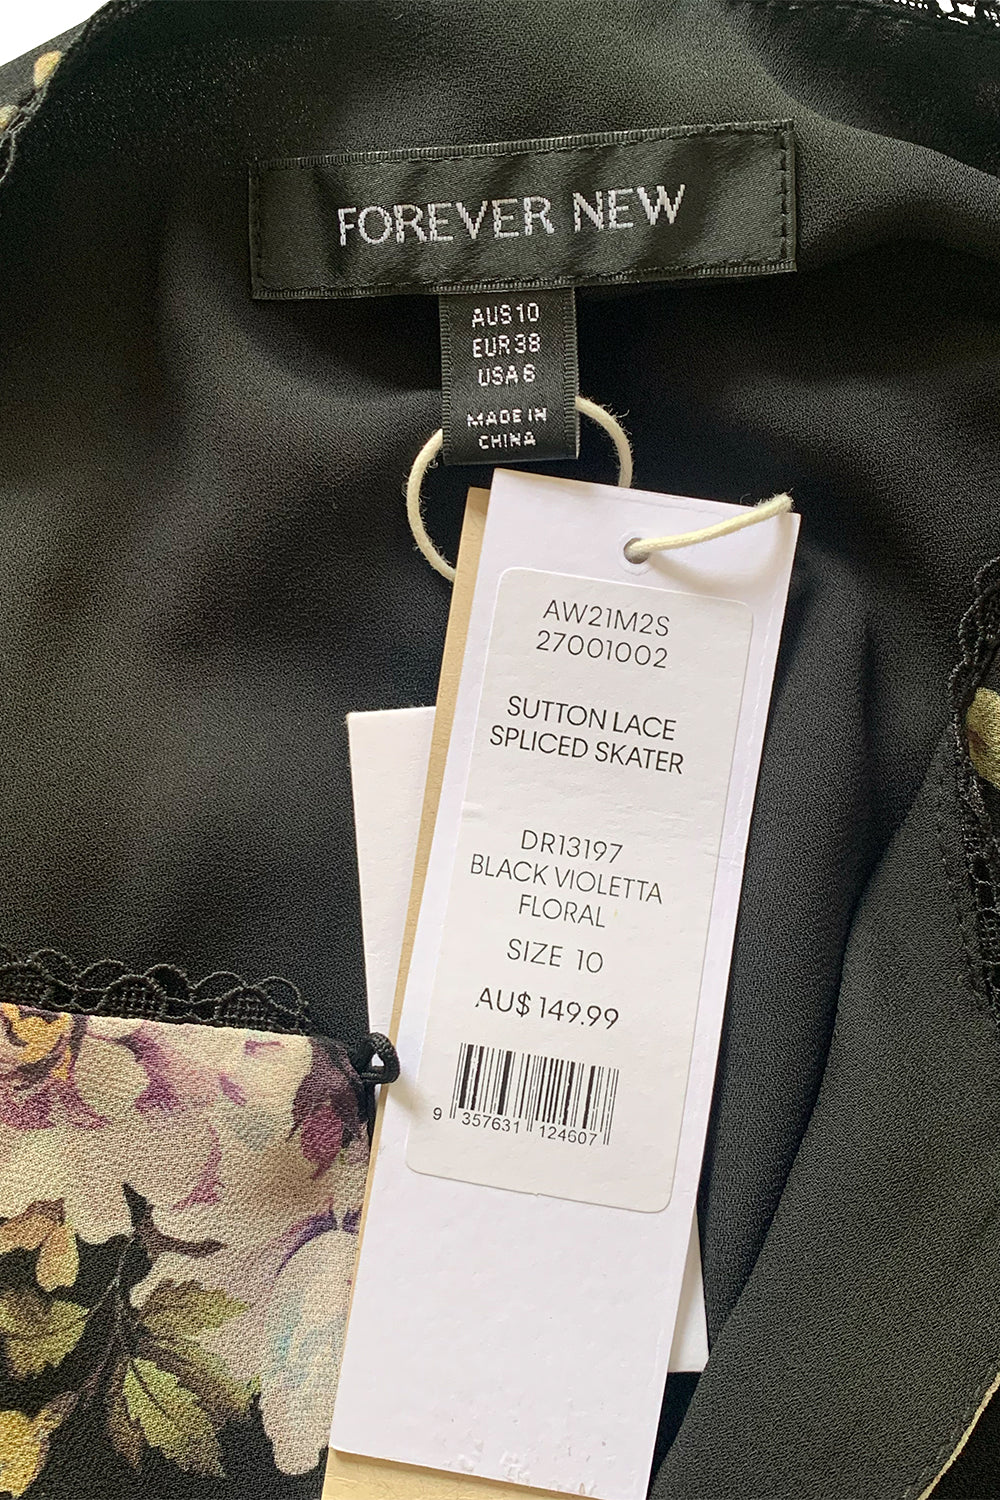 FOREVER NEW
AUS 10
EUR 38
USA 6
MADE IN
CHINA
AW21M2S
27001002
SUTTON LACE
SPLICED SKATER
DR13197
BLACK VIOLETTA
FLORAL
SIZE 10
AU$ 149.99
9 357631 124607